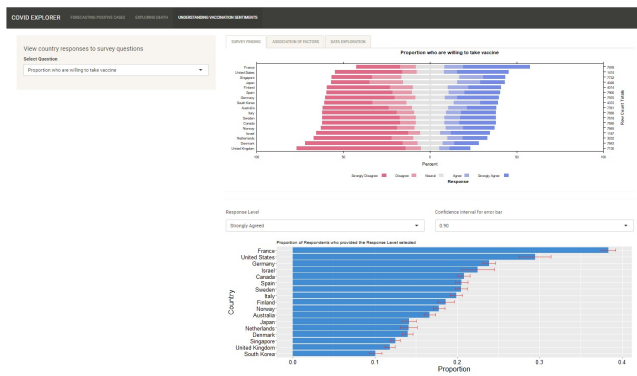 COVID EXPLORER
FORECASTING POSITIVE CASES
EXPLORING DEATH
UNDERSTANDING VACCINATION SENTIMENTS
View country responses to survey questions
Select Question
Proportion who are willing to take vaccine
SURVEY FINDING
ASSOCIATION OF FACTORS
DATA EXPLORATION
Proportion who are willing to take vaccine
France
United States
Singapore
Japan
Finland
Spain
Germany
South Korea
Australia
Italy
Sweden
Canada
Norway
Israel
Netherlands
Denmark
United Kingdom
Row Count Totals
100 50 0 50 100
Percent
Strongly Disagree Disagree Neutral Agree Strongly Agree
Response
Response Level
Strongly Agreed
Confidence interval for error bar
0.90
Proportion of Respondents who provided the Response Level selected
Country
France
United States
Germany
Israel
Canada
Spain
Sweden
Italy
Finland
Norway
Australia
Japan
Netherlands
Denmark
Singapore
United Kingdom
South Korea
0.0 0.1 0.2 0.3 0.4
Proportion